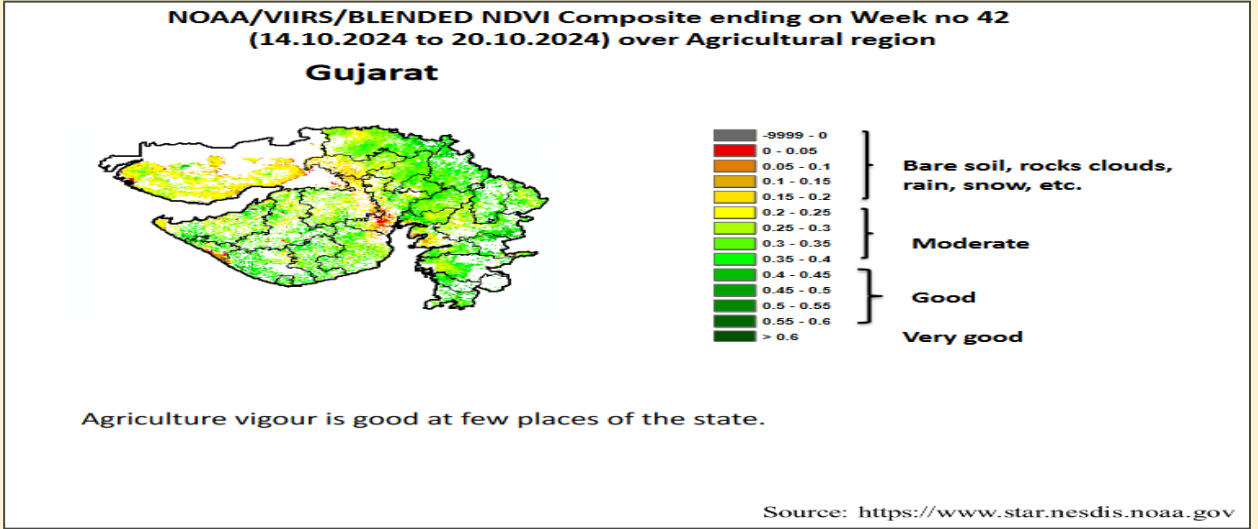 NOAA/VIIRS/BLENDED NDVI Composite ending on Week no 42
(14.10.2024 to 20.10.2024) over Agricultural region
Gujarat
-9999 - 0
0 - 0.05
0.05 - 0.1
0.1 - 0.15
0.15 - 0.2
0.2 - 0.25
0.25 - 0.3
0.3 - 0.35
0.35 - 0.4
0.4 - 0.45
0.45 - 0.5
0.5 - 0.55
0.55 - 0.6
> 0.6
Bare soil, rocks clouds,
rain, snow, etc.
Moderate
Good
Very good
Agriculture vigour is good at few places of the state.
Source: https://www.star.nesdis.noaa.gov